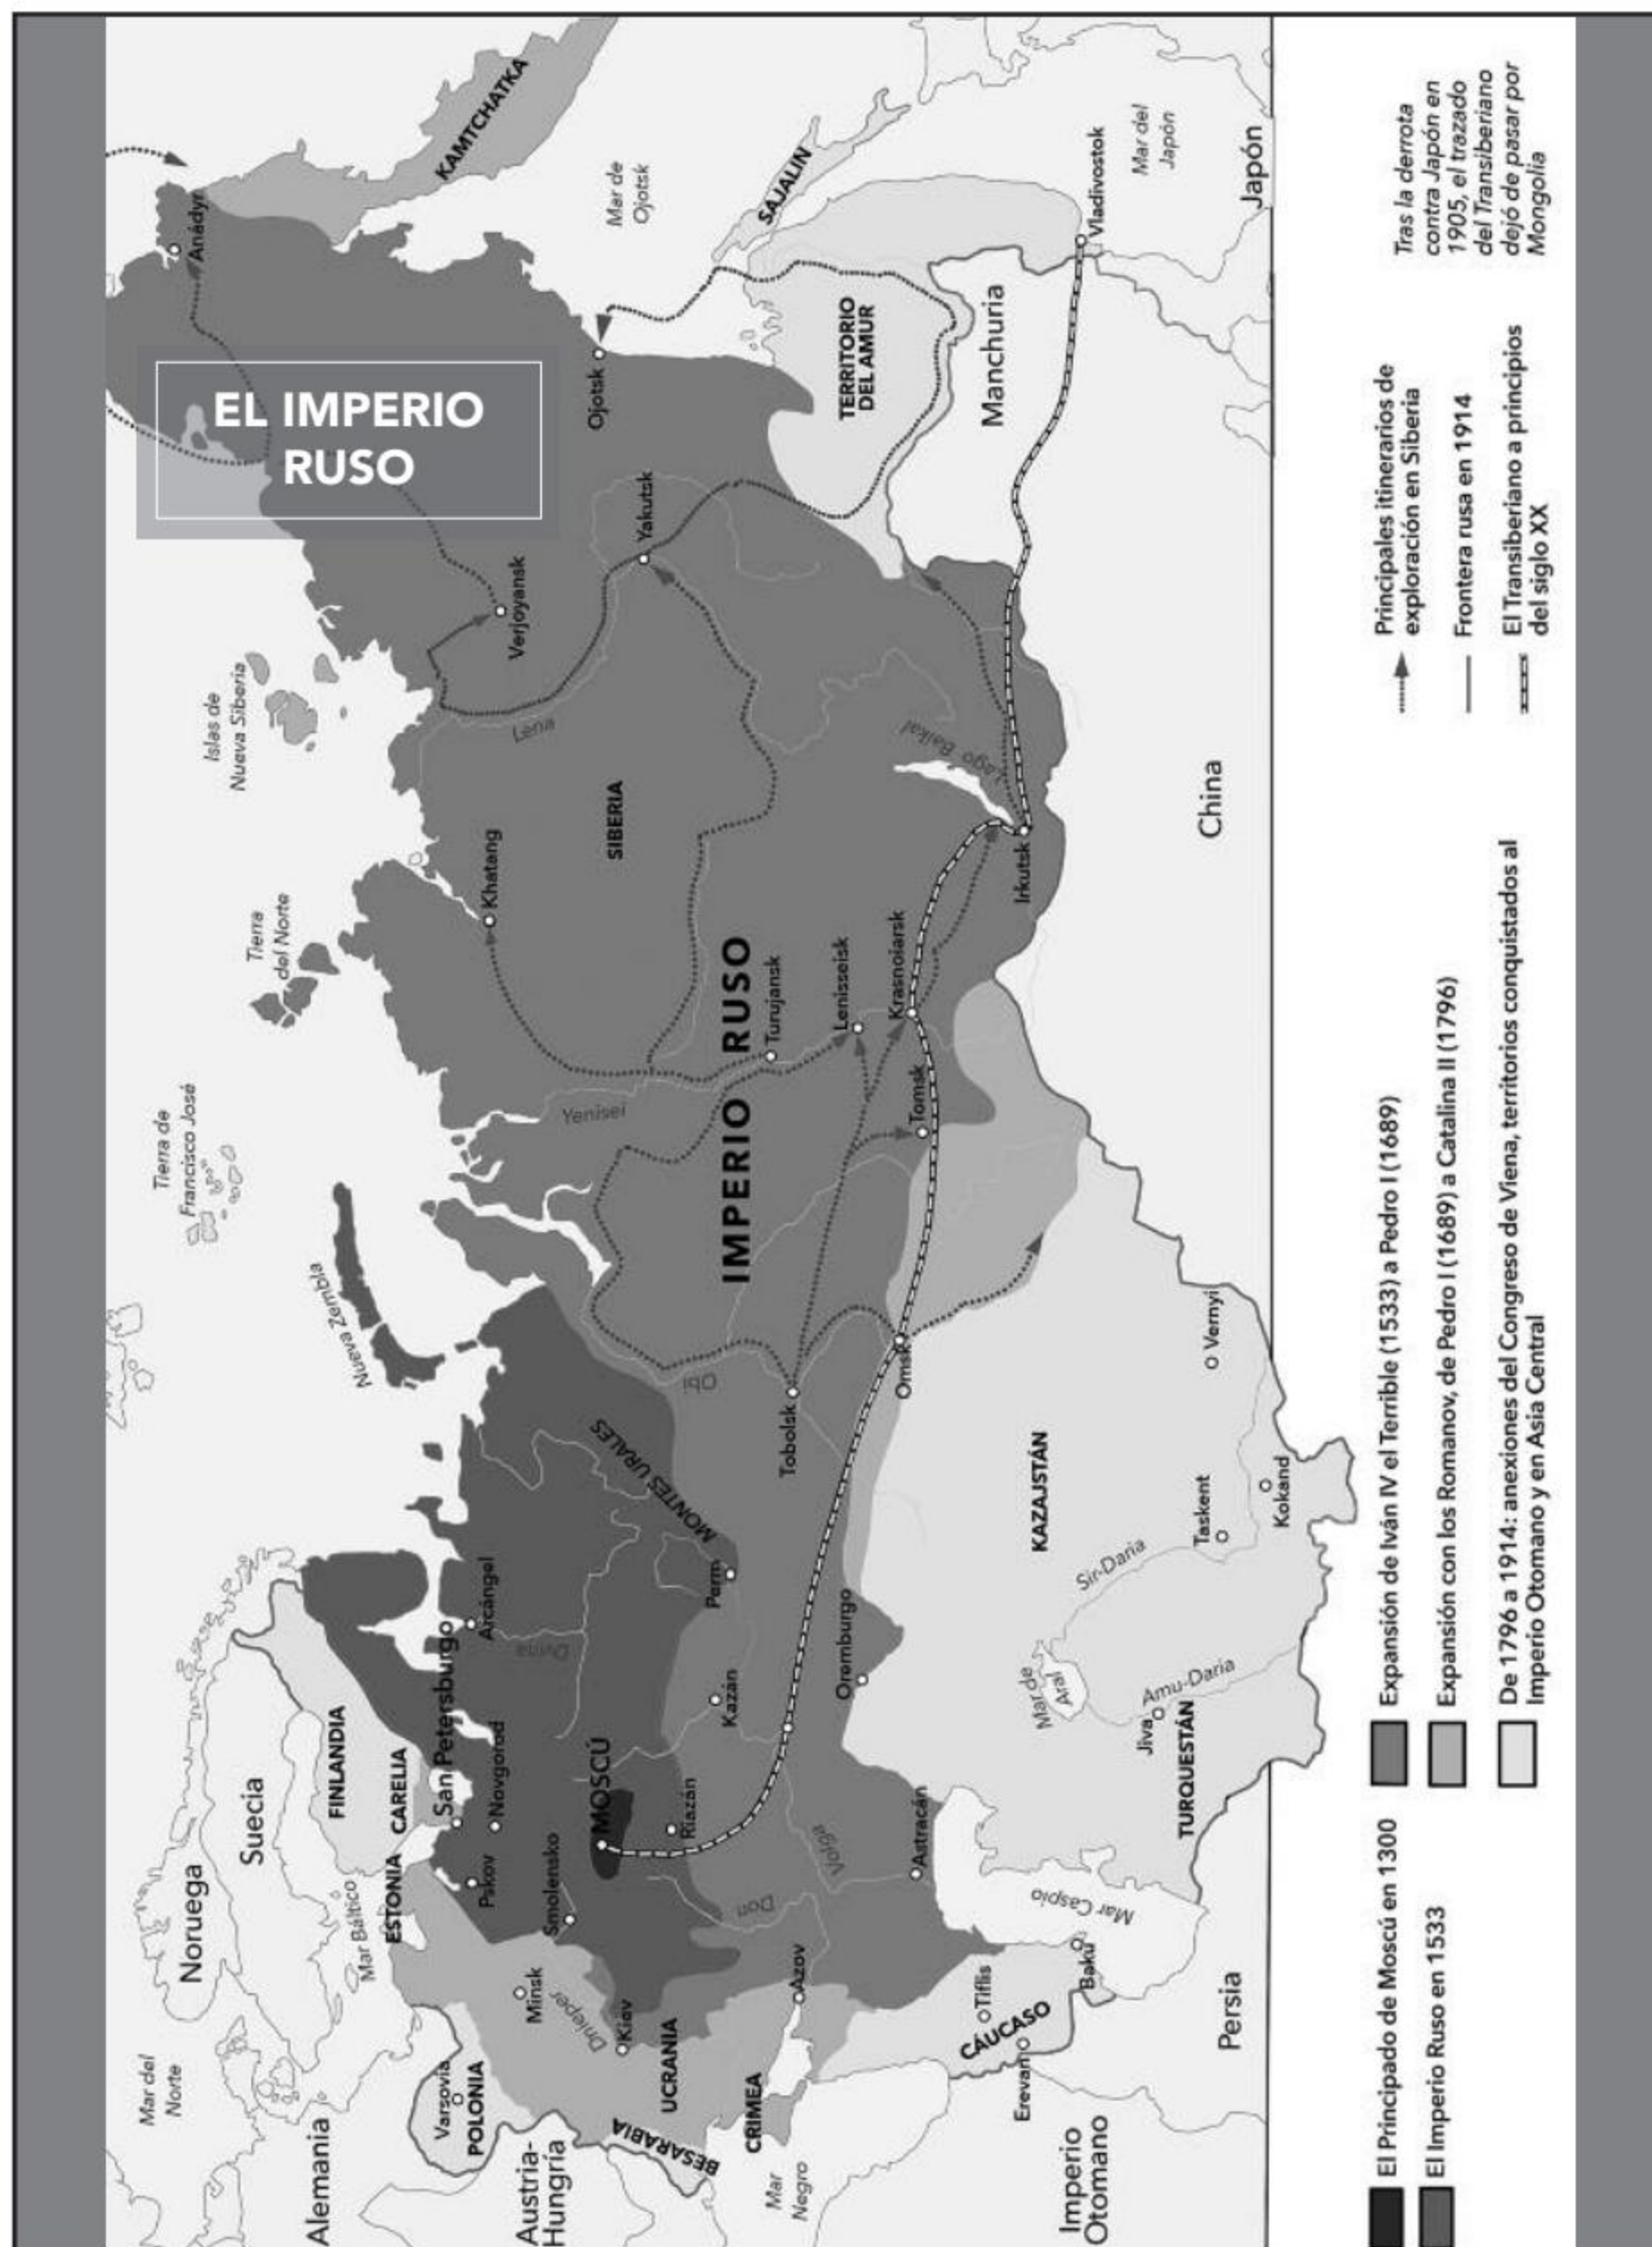 EL IMPERIO
RUSO
Mar del
Norte
Noruega
Suecia
Alemania
Austria-
Hungría
Imperio
Otomano
Persia
China
Japón
Manchuria
Mar Báltico
Mar
Negro
Mar Caspio
Mar de
Aral
Mar de
Ojotsk
Mar del
Japón
Tierra de
Francisco José
Nueva Zembla
Tierra
del Norte
Islas de
Nueva Siberia
FINLANDIA
CARELIA
ESTONIA
POLONIA
Varsovia
BESARABIA
UCRANIA
CRIMEA
CÁUCASO
TURQUESTÁN
KAZAJSTÁN
MONTES URALES
IMPERIO RUSO
SIBERIA
TERRITORIO
DEL AMUR
SAJALIN
KAMTCHATKA
San Petersburgo
Novgorod
Pskov
Smolensko
MOSCÚ
Riazán
Minsk
Kiev
Azov
Tiflis
Erevan
Bakú
Astracán
Arcángel
Kazán
Perm
Oremburgo
Jiva
Taskent
Kokand
Vernyi
Tobolsk
Omsk
Tomsk
Turujansk
Lenisseisk
Krasnoiarsk
Irkutsk
Khatang
Verjoyansk
Yakutsk
Ojotsk
Anádyr
Vladivostok
Dnieper
Don
Volga
Dvina
Obi
Yenisei
Lena
Lago Baikal
Sir-Daria
Amu-Daria
El Principado de Moscú en 1300
El Imperio Ruso en 1533
Expansión de Iván IV el Terrible (1533) a Pedro I (1689)
Expansión con los Romanov, de Pedro I (1689) a Catalina II (1796)
De 1796 a 1914: anexiones del Congreso de Viena, territorios conquistados al
Imperio Otomano y en Asia Central
Principales itinerarios de
exploración en Siberia
Frontera rusa en 1914
El Transiberiano a principios
del siglo XX
Tras la derrota
contra Japón en
1905, el trazado
del Transiberiano
dejó de pasar por
Mongolia